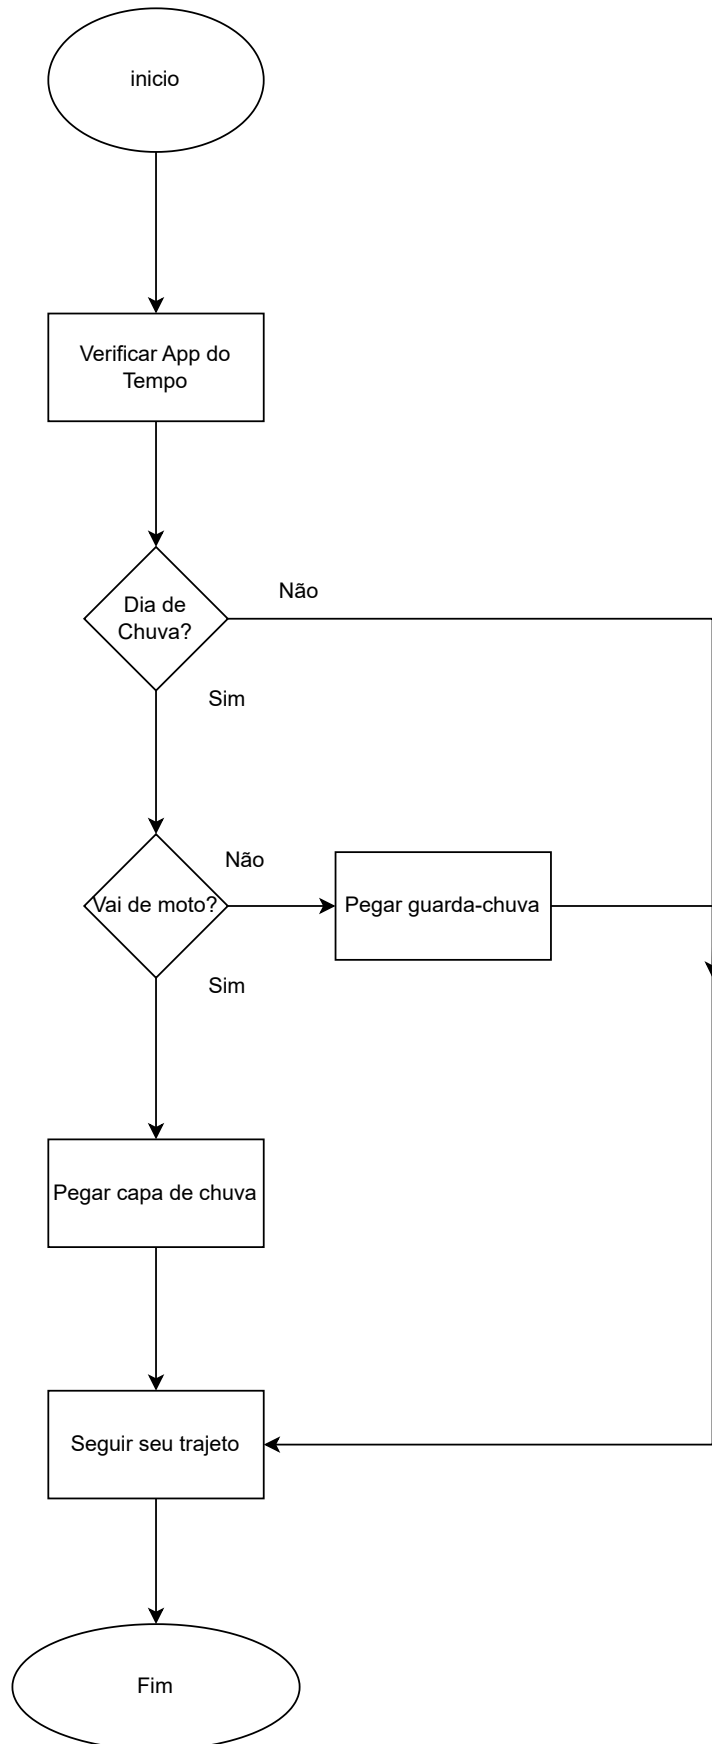 inicio
Verificar App do
Tempo
Dia de
Chuva?
Não
Sim
Vai de moto?
Não
Pegar guarda-chuva
Sim
Pegar capa de chuva
Seguir seu trajeto
Fim